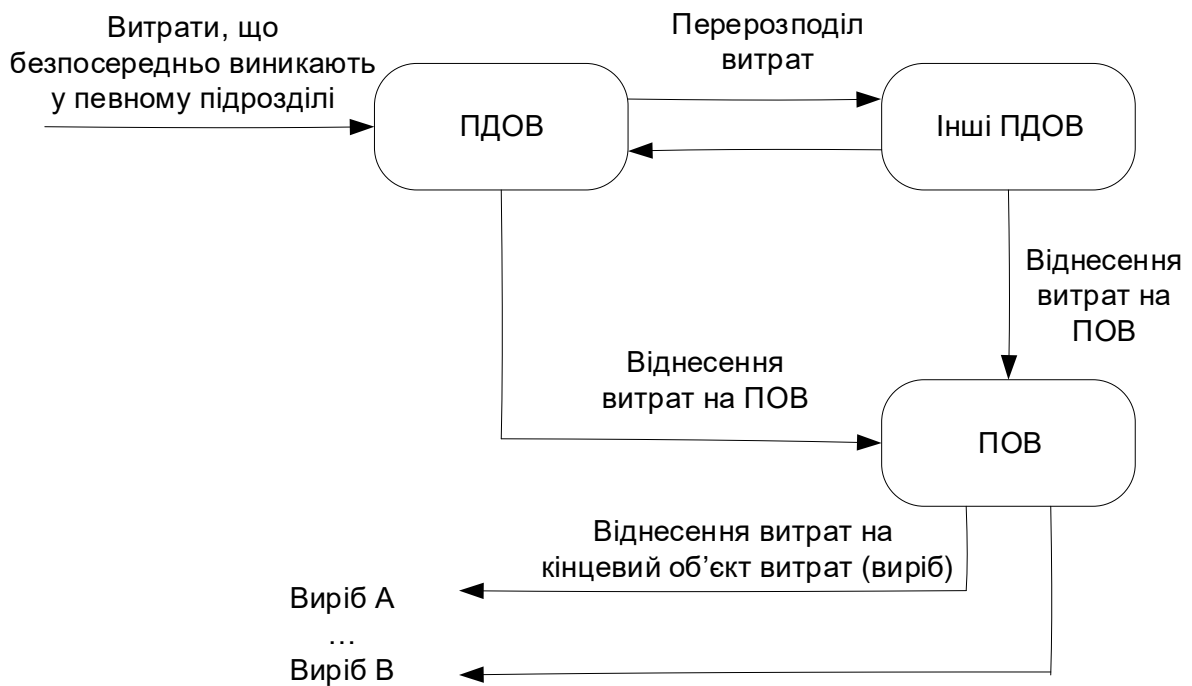 Витрати, що
безпосередньо виникають
у певному підрозділі
Перерозподіл
витрат
ПДОВ
Інші ПДОВ
Віднесення
витрат на
ПОВ
Віднесення
витрат на ПОВ
ПОВ
Віднесення витрат на
кінцевий об’єкт витрат (виріб)
Виріб А
…
Виріб В